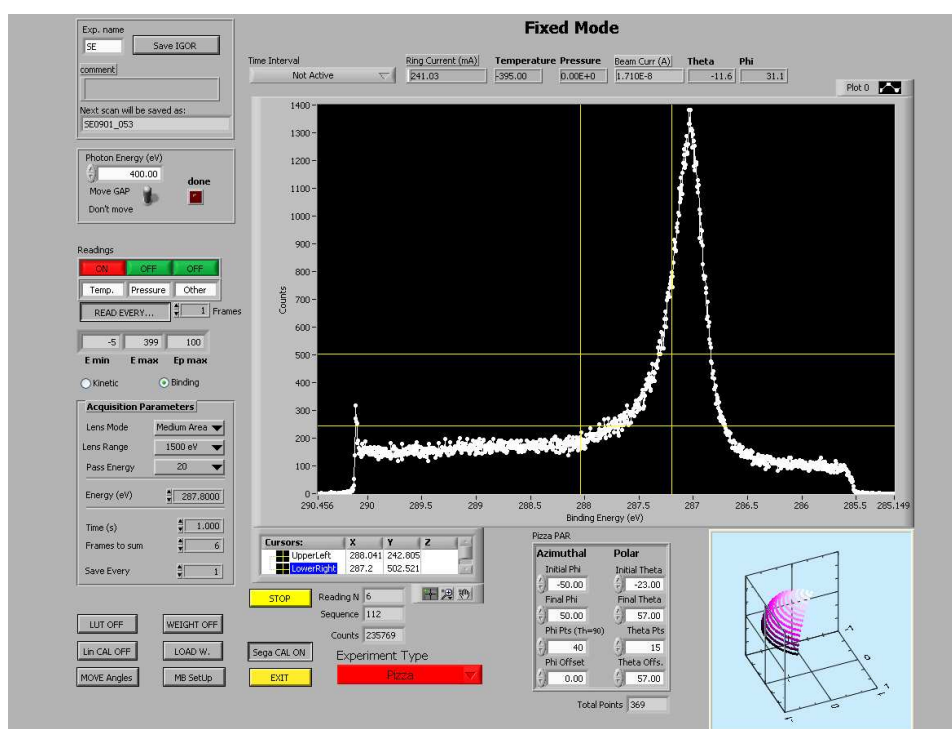 Fixed Mode
Exp. name
SE Save IGOR
comment
Next scan will be saved as:
SE0901_053
Time Interval
Not Active
Ring Current (mA) Temperature Pressure Beam Curr (A) Theta Phi
241.03 -395.00 0.00E+0 1.710E-8 -11.6 31.1
Plot 0
Photon Energy (eV)
400.00
Move GAP
Don't move
done
Readings
ON OFF OFF
Temp. Pressure Other
READ EVERY... 1 Frames
-5 399 100
E min E max Ep max
Kinetic Binding
Acquisition Parameters
Lens Mode Medium Area
Lens Range 1500 eV
Pass Energy 20
Energy (eV) 287.8000
Time (s) 1.000
Frames to sum 6
Save Every 1
LUT OFF WEIGHT OFF
Lin CAL OFF LOAD W.
MOVE Angles MB SetUp
Counts
1400
1300
1200
1100
1000
900
800
700
600
500
400
300
200
100
0
290.456 290 289.5 289 288.5 288 287.5 287 286.5 286 285.149
Binding Energy (eV)
Cursors: X Y Z
UpperLeft 288.041 242.805
LowerRight 287.2 502.521
STOP Reading N 6
Sequence 112
Counts 235769
Sega CAL ON
Experiment Type
EXIT Pizza
Pizza PAR
Azimuthal Polar
Initial Phi Initial Theta
-50.00 -23.00
Final Phi Final Theta
50.00 57.00
Phi Pts (Th=90) Theta Pts
40 15
Phi Offset Theta Offs.
0.00 57.00
Total Points 369